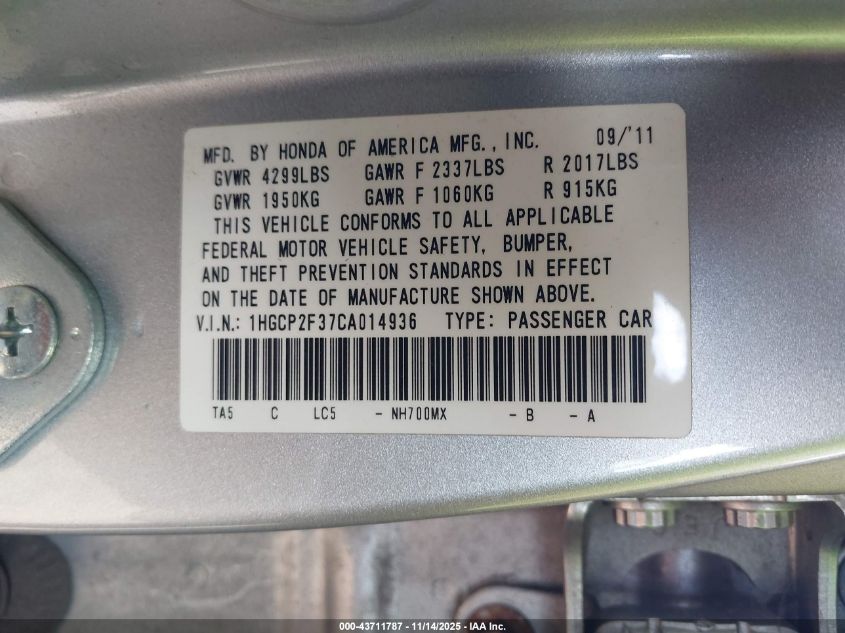 MFD. BY HONDA OF AMERICA MFG., INC. 09/'11
GVWR 4299LBS GAWR F 2337LBS R 2017LBS
GVWR 1950KG GAWR F 1060KG R 915KG
THIS VEHICLE CONFORMS TO ALL APPLICABLE
FEDERAL MOTOR VEHICLE SAFETY, BUMPER,
AND THEFT PREVENTION STANDARDS IN EFFECT
ON THE DATE OF MANUFACTURE SHOWN ABOVE.
V.I.N.: 1HGCP2F37CA014936 TYPE: PASSENGER CAR
TA5 C LC5 - NH700MX - B - A
000-43711787 - 11/14/2025 - IAA Inc.